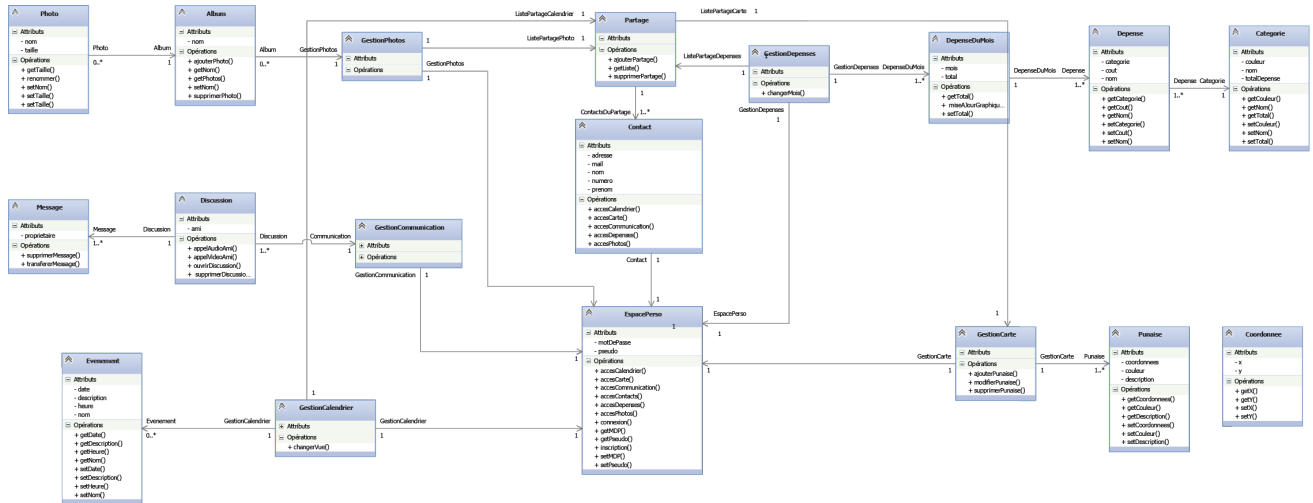 Photo
Attributs
- nom
- taille
Opérations
+ getTaille()
+ renommer()
+ setNom()
+ setTaille()
+ setTaille()
Photo
Album
0..*
1
Album
Attributs
- nom
Opérations
+ ajouterPhoto()
+ getNom()
+ getPhotos()
+ setNom()
+ supprimerPhoto()
Album
GestionPhotos
0..*
1
GestionPhotos
Attributs
Opérations
ListePartageCalendrier 1
1
ListePartagePhoto 1
GestionPhotos
1
Partage
Attributs
Opérations
+ ajouterPartage()
+ getListe()
+ supprimerPartage()
ListePartageCarte 1
ListePartageDepenses
1
1
ContactsDuPartage
1..*
GestionDepenses
Attributs
Opérations
+ changerMois()
GestionDepenses
DepenseDuMois
1
1..*
GestionDepenses
1
DepenseDuMois
Attributs
- mois
- total
Opérations
+ getTotal()
+ miseAJourGraphiqu...
+ setTotal()
DepenseDuMois
Depense
1
1..*
Depense
Attributs
- categorie
- cout
- nom
Opérations
+ getCategorie()
+ getCout()
+ getNom()
+ setCategorie()
+ setCout()
+ setNom()
Depense
Categorie
1..*
1
Categorie
Attributs
- couleur
- nom
- totalDepense
Opérations
+ getCouleur()
+ getNom()
+ getTotal()
+ setCouleur()
+ setNom()
+ setTotal()
Contact
Attributs
- adresse
- mail
- nom
- numero
- prenom
Opérations
+ accesCalendrier()
+ accesCarte()
+ accesCommunication()
+ accesDepenses()
+ accesPhotos()
Contact
1
1
Message
Attributs
- proprietaire
Opérations
+ supprimerMessage()
+ transfererMessage()
Message
Discussion
1..*
1
Discussion
Attributs
- ami
Opérations
+ appelAudioAmi()
+ appelVideoAmi()
+ ouvrirDiscussion()
+ supprimerDiscussio...
Discussion
Communication
1..*
1
GestionCommunication
Attributs
Opérations
GestionCommunication
1
1
EspacePerso
1
Attributs
- motDePasse
- pseudo
Opérations
+ accesCalendrier()
+ accesCarte()
+ accesCommunication()
+ accesContacts()
+ accesDepenses()
+ accesPhotos()
+ connexion()
+ getMDP()
+ getPseudo()
+ inscription()
+ setMDP()
+ setPseudo()
EspacePerso
1
1
GestionCarte
1
1
GestionCarte
Attributs
Opérations
+ ajouterPunaise()
+ modifierPunaise()
+ supprimerPunaise()
GestionCarte
Punaise
1
1..*
Punaise
Attributs
- coordonnees
- couleur
- description
Opérations
+ getCoordonnees()
+ getCouleur()
+ getDescription()
+ setCoordonnees()
+ setCouleur()
+ setDescription()
Coordonnee
Attributs
- x
- y
Opérations
+ getX()
+ getY()
+ setX()
+ setY()
Evenement
Attributs
- date
- description
- heure
- nom
Opérations
+ getDate()
+ getDescription()
+ getHeure()
+ getNom()
+ setDate()
+ setDescription()
+ setHeure()
+ setNom()
Evenement
GestionCalendrier
0..*
1
1
GestionCalendrier
Attributs
Opérations
+ changerVue()
GestionCalendrier
1
1